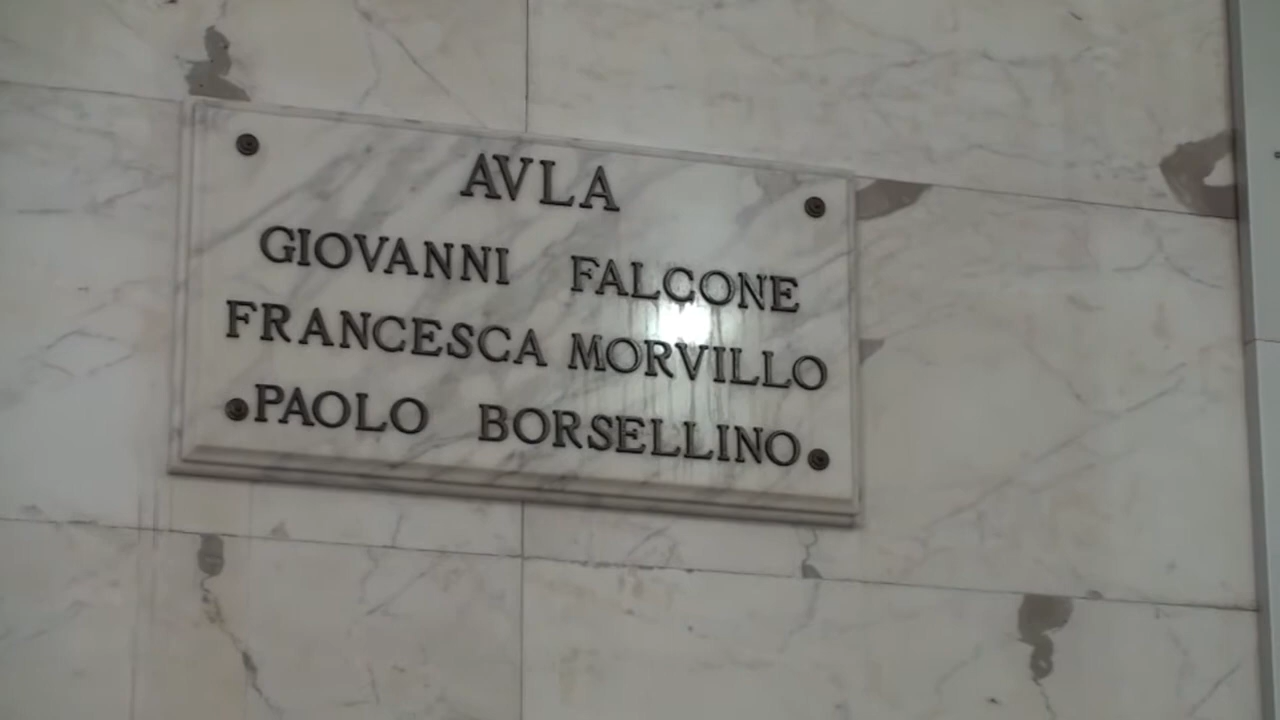 AVLA
GIOVANNI FALCONE
FRANCESCA MORVILLO
PAOLO BORSELLINO